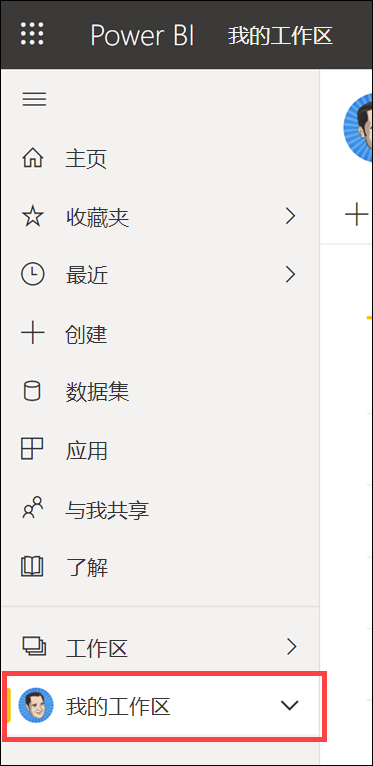 Power BI 我的工作区
主页
收藏夹
最近
创建
数据集
应用
与我共享
了解
工作区
我的工作区